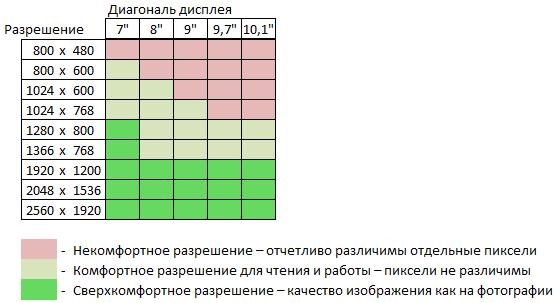 Диагональ дисплея
Разрешение 7" 8" 9" 9,7" 10,1"
800 x 480
800 x 600
1024 x 600
1024 x 768
1280 x 800
1366 x 768
1920 x 1200
2048 x 1536
2560 x 1920
- Некомфортное разрешение – отчетливо различимы отдельные пиксели
- Комфортное разрешение для чтения и работы – пиксели не различимы
- Сверхкомфортное разрешение – качество изображения как на фотографии